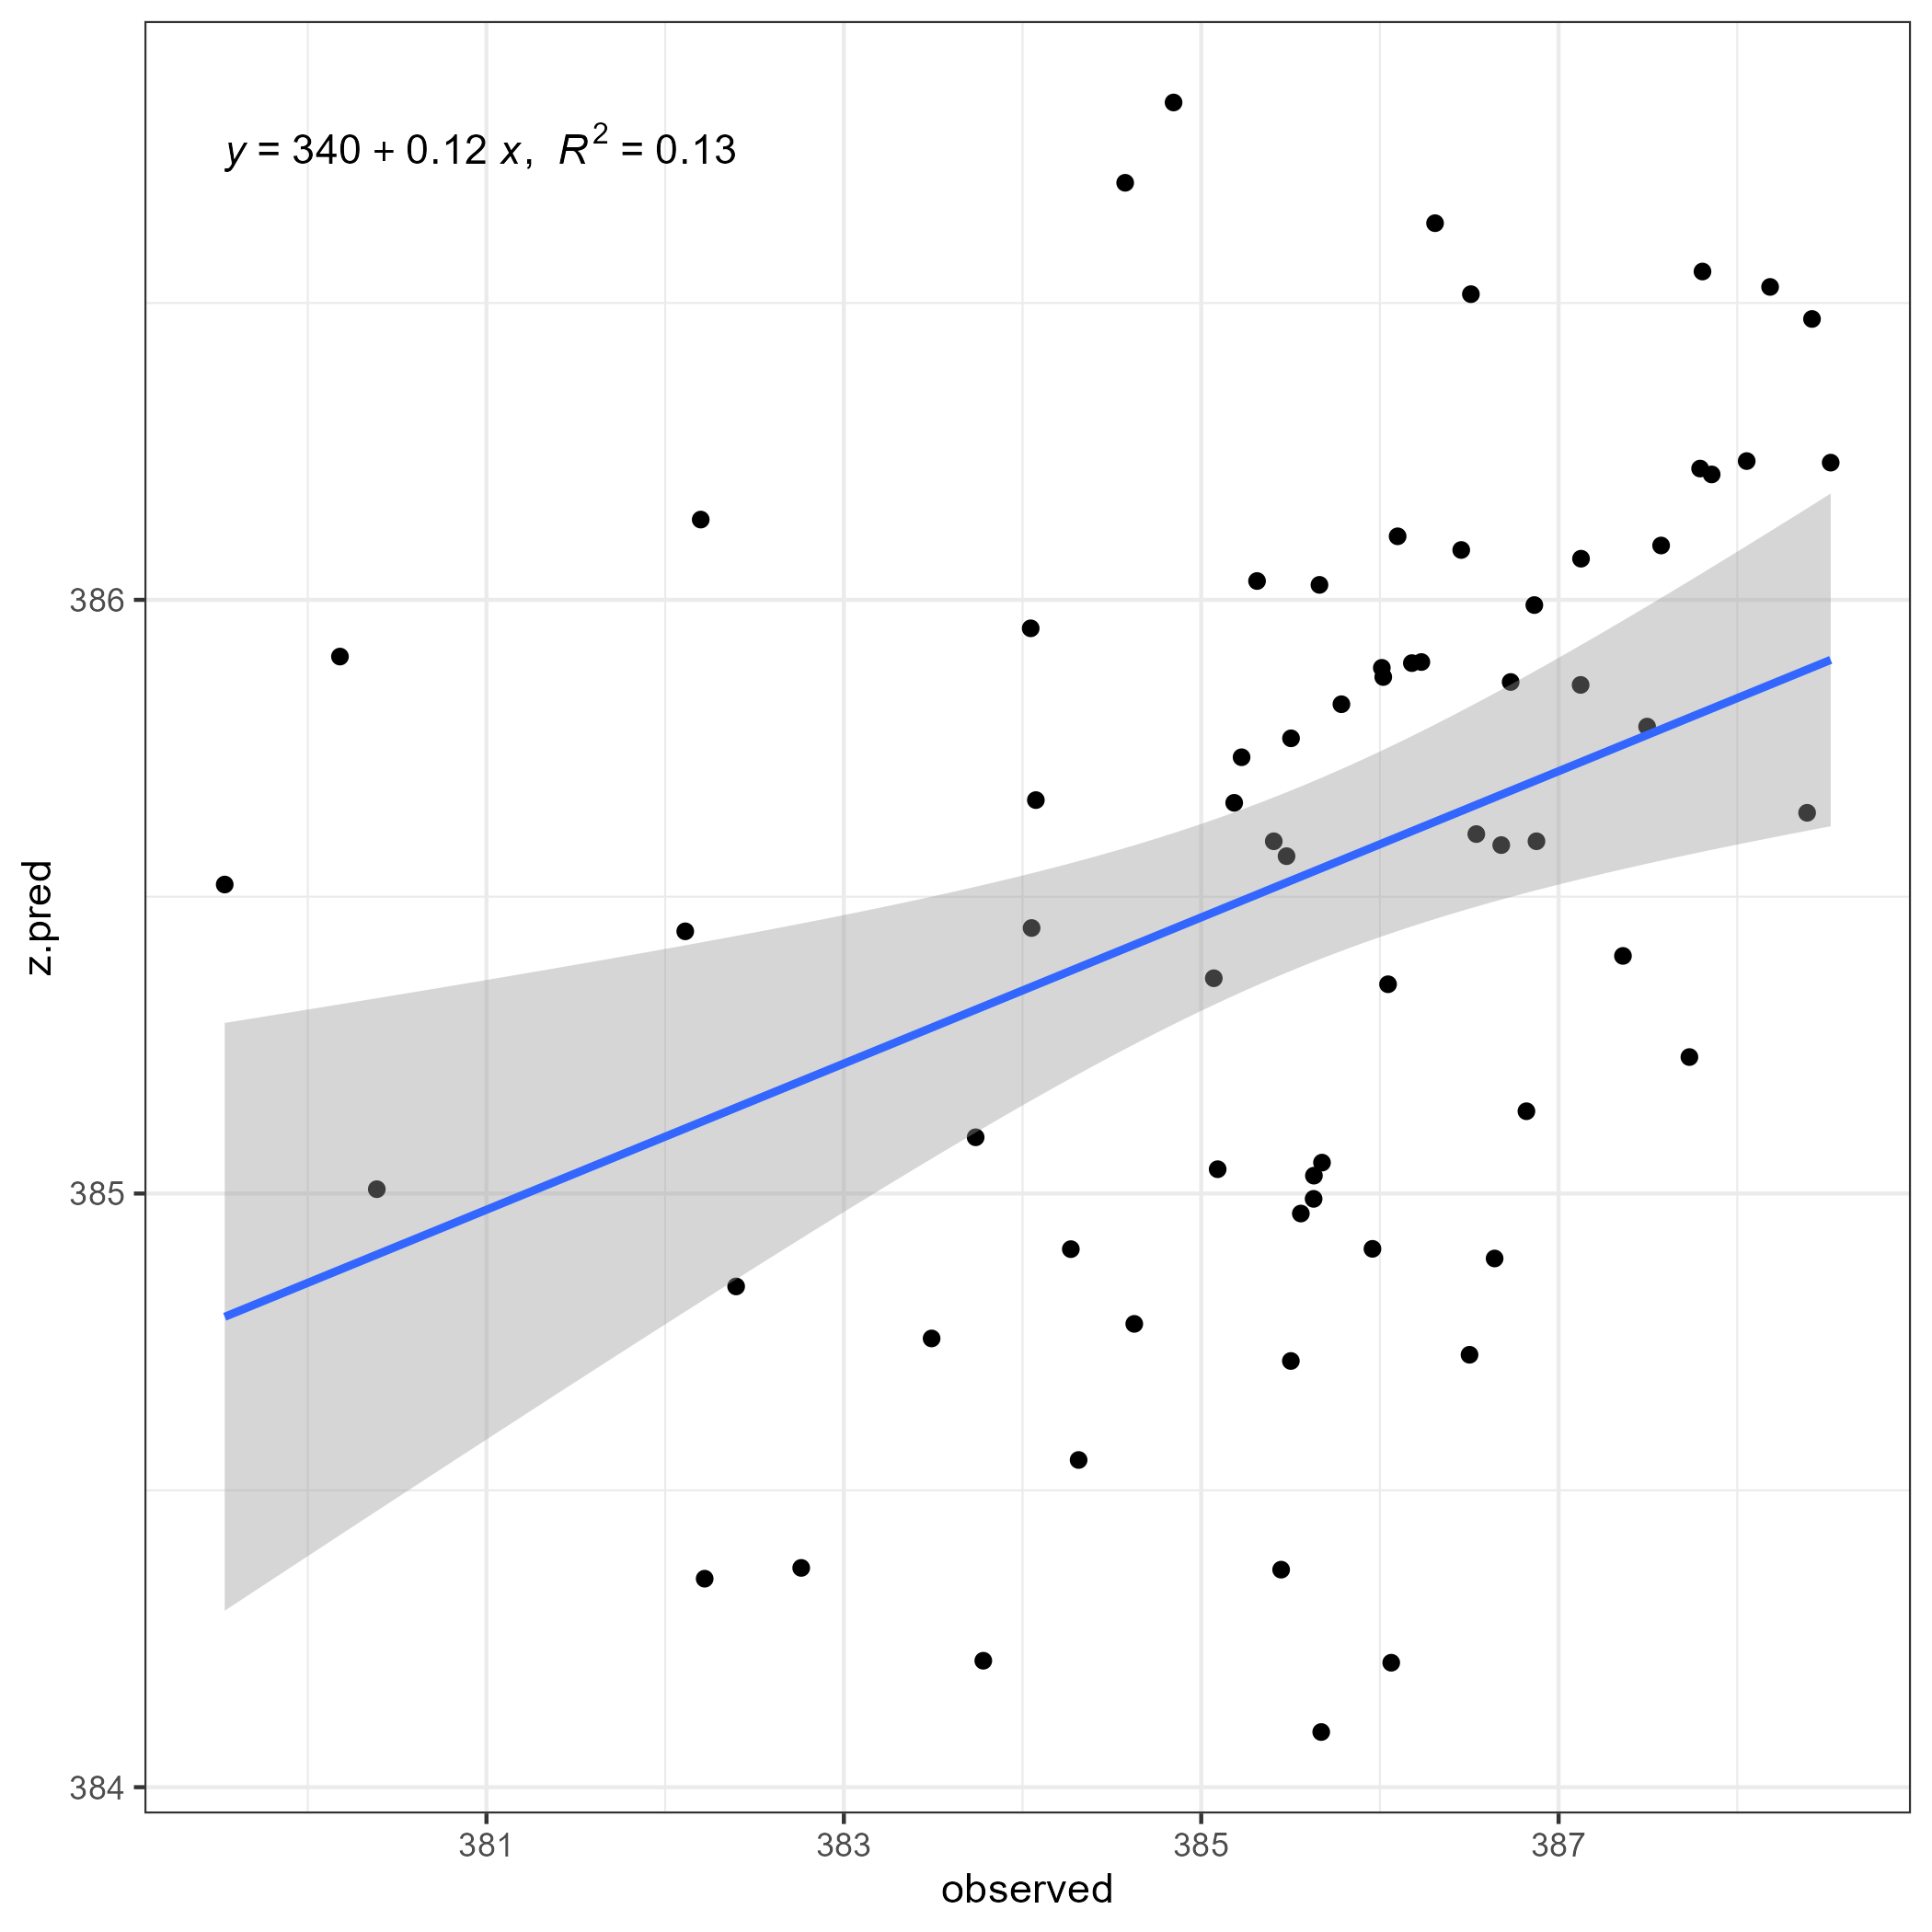 y = 340 + 0.12 x, R² = 0.13
z.pred
386
385
384
381 383 385 387
observed